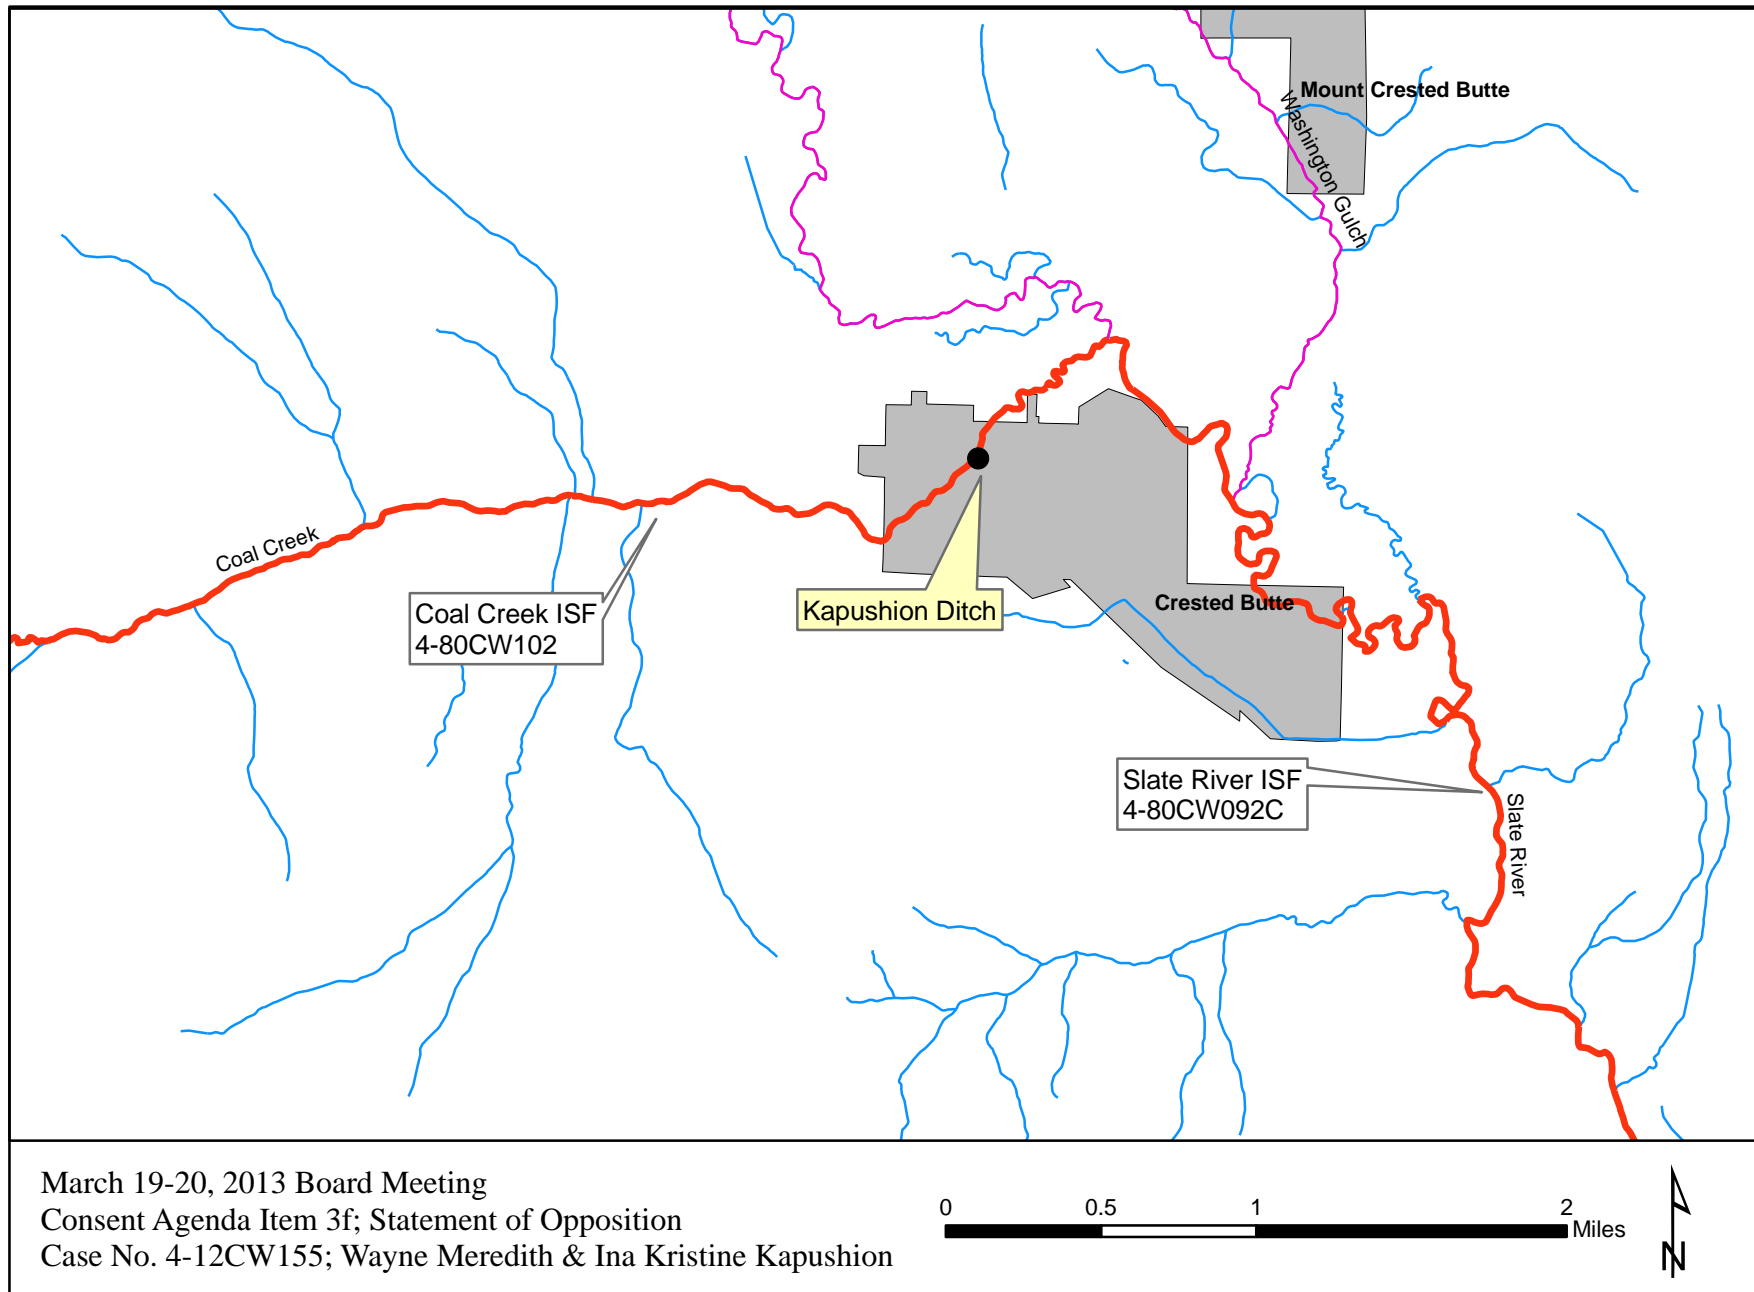 Mount Crested Butte
Washington Gulch
Coal Creek
Coal Creek ISF
4-80CW102
Kapushion Ditch
Crested Butte
Slate River ISF
4-80CW092C
Slate River
March 19-20, 2013 Board Meeting
Consent Agenda Item 3f; Statement of Opposition
Case No. 4-12CW155; Wayne Meredith & Ina Kristine Kapushion
0 0.5 1 2
Miles
N